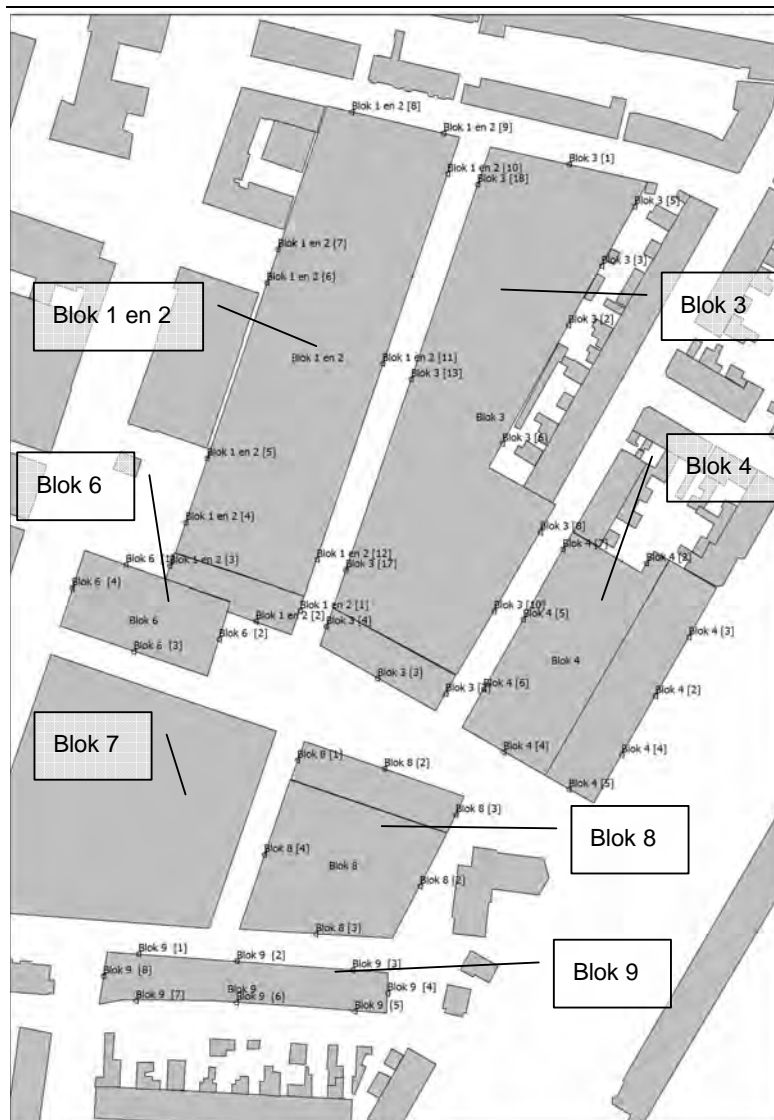 Blok 1 en 2 [8]
Blok 1 en 2 [9]
Blok 3 [1]
Blok 1 en 2 [10]
Blok 3 [18]
Blok 3 [5]
Blok 1 en 2 [7]
Blok 3 [3]
Blok 1 en 2 [6]
Blok 1 en 2
Blok 3
Blok 3 [2]
Blok 1 en 2
Blok 1 en 2 [11]
Blok 3 [13]
Blok 3
Blok 3 [6]
Blok 1 en 2 [5]
Blok 4
Blok 6
Blok 1 en 2 [4]
Blok 3 [8]
Blok 4 [7]
Blok 1 en 2 [12]
Blok 6
Blok 1 en 2 [3]
Blok 3 [17]
Blok 4 [2]
Blok 6 [4]
Blok 1 en 2 [1]
Blok 3 [10]
Blok 6
Blok 1 en 2 [2]
Blok 3 [4]
Blok 4 [5]
Blok 6 [2]
Blok 4 [3]
Blok 6 [3]
Blok 4
Blok 3 [3]
Blok 4 [6]
Blok 3
Blok 4 [2]
Blok 7
Blok 8 [1]
Blok 8 [2]
Blok 4 [4]
Blok 4 [4]
Blok 4 [5]
Blok 8 [3]
Blok 8
Blok 8 [4]
Blok 8
Blok 8 [2]
Blok 8 [3]
Blok 9 [1]
Blok 9 [2]
Blok 9 [3]
Blok 9
Blok 9 [8]
Blok 9
Blok 9 [4]
Blok 9 [7]
Blok 9 [6]
Blok 9 [5]